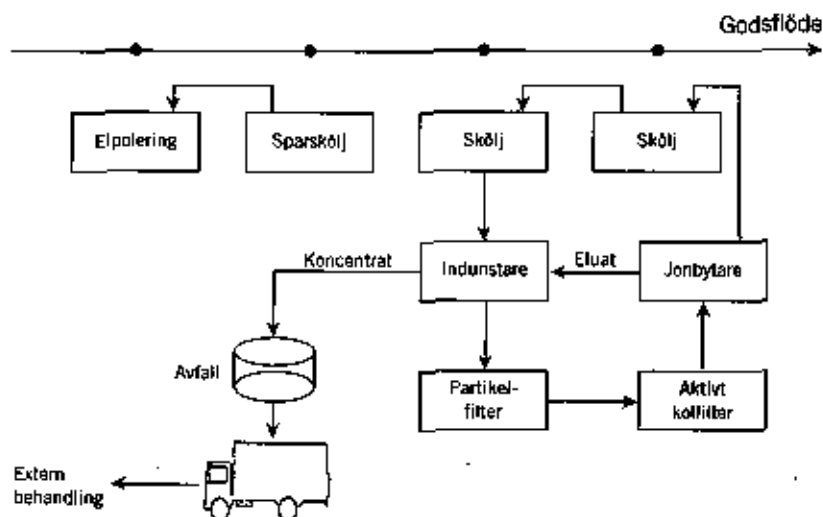 Godsflöde
Elpolering
Sparskölj
Skölj
Skölj
Koncentrat
Indunstare
Eluat
Jonbytare
Avfall
Partikel-
filter
Aktivt
kolfilter
Extern
behandling